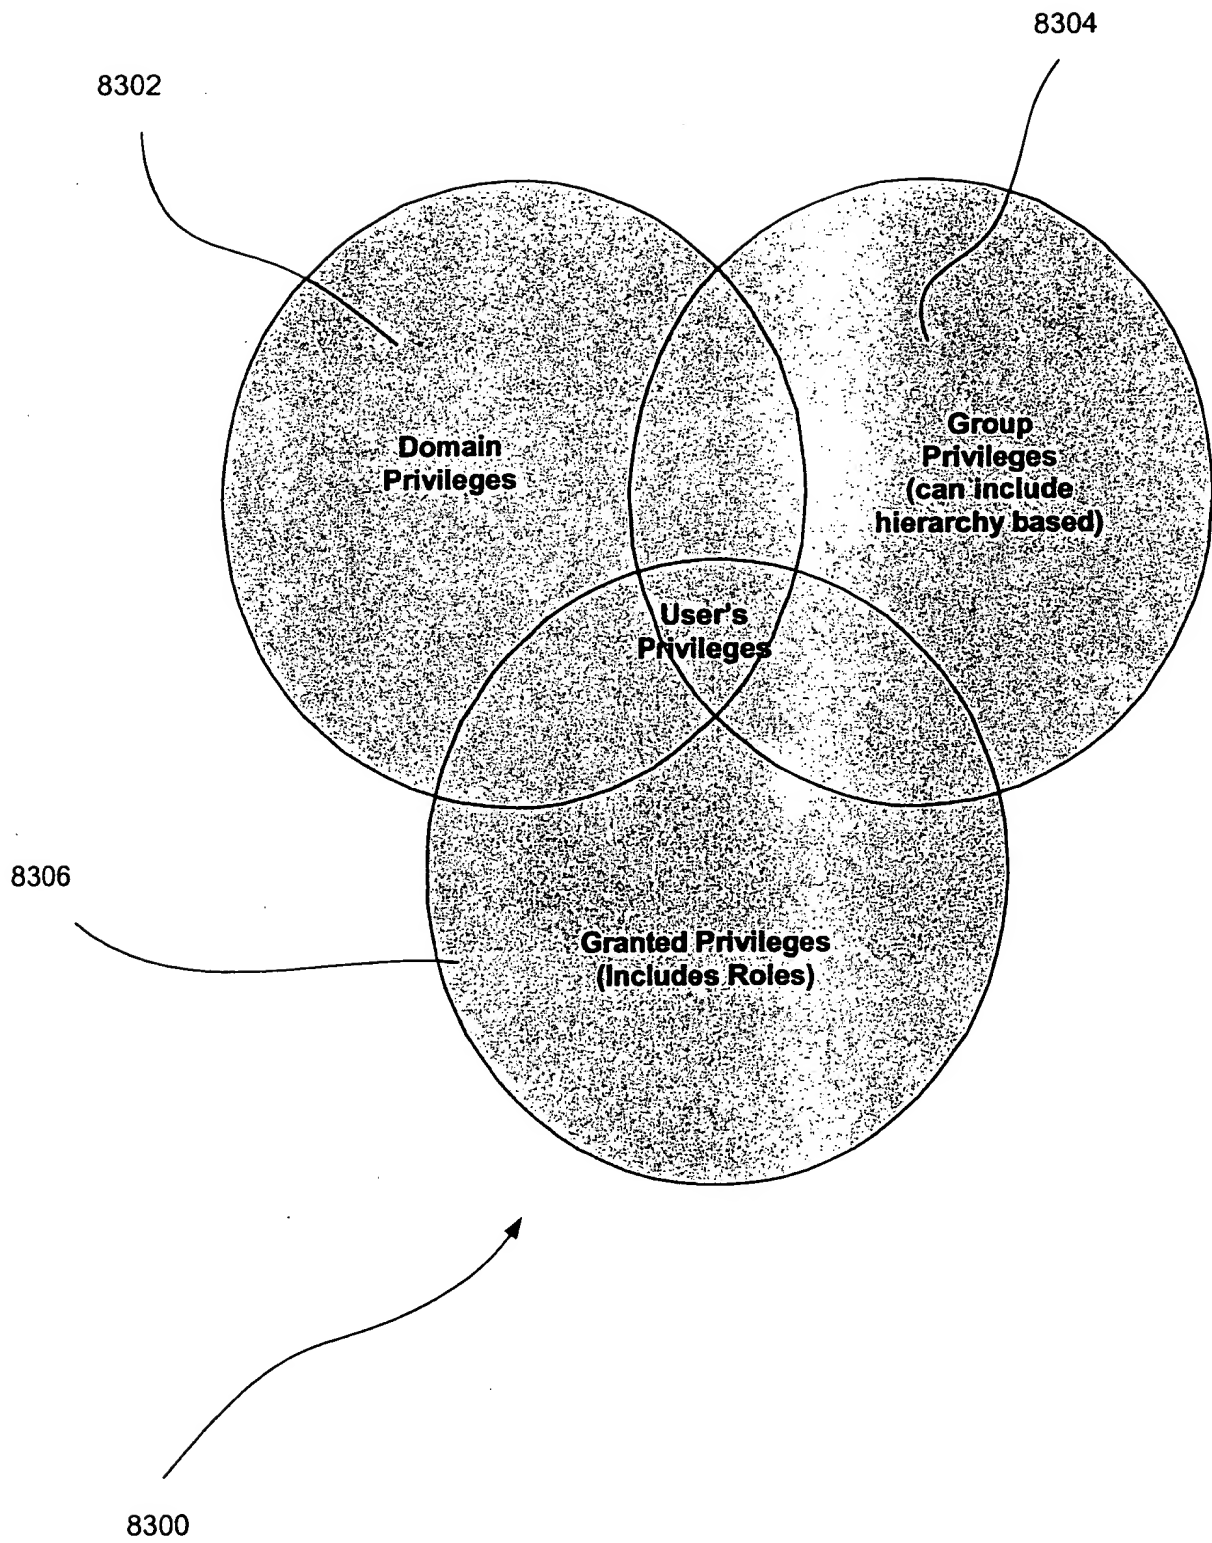 8304
8302
Domain
Privileges
Group
Privileges
(can include
hierarchy based)
User's
Privileges
8306
Granted Privileges
(Includes Roles)
8300